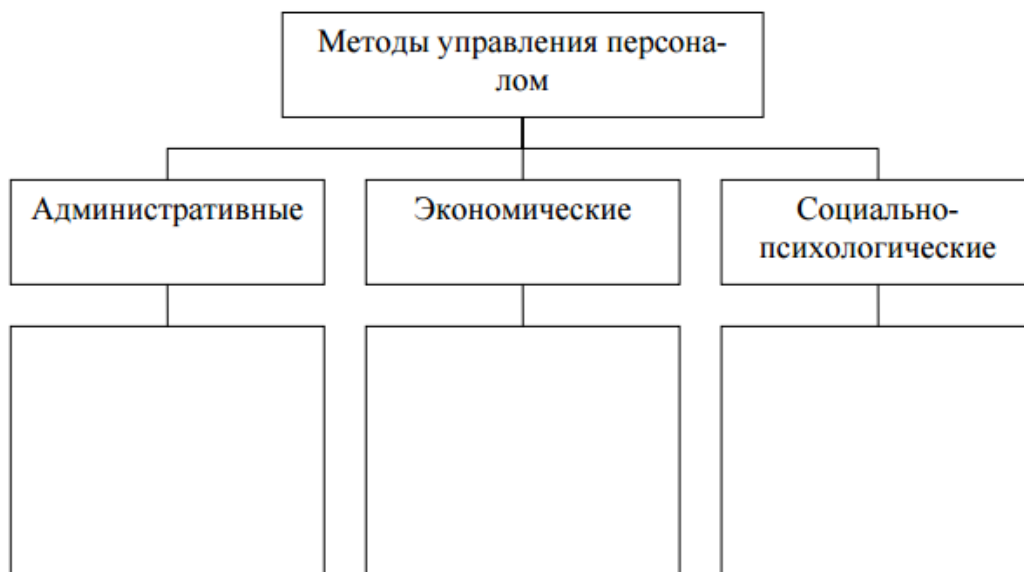 Методы управления персона-
лом
Административные
Экономические
Социально-
психологические